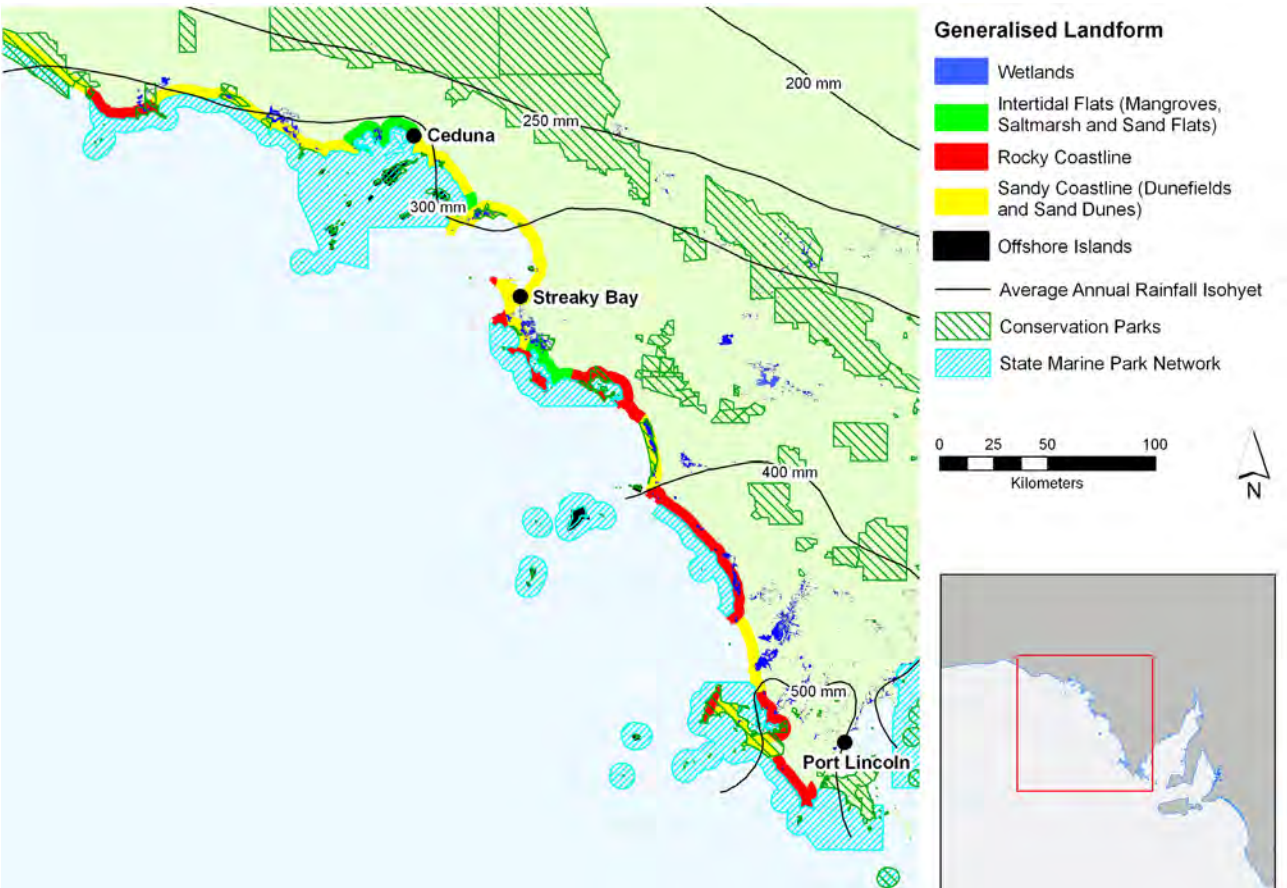 200 mm
250 mm
Ceduna
300 mm
Streaky Bay
400 mm
500 mm
Port Lincoln
Generalised Landform
Wetlands
Intertidal Flats (Mangroves,
Saltmarsh and Sand Flats)
Rocky Coastline
Sandy Coastline (Dunefields
and Sand Dunes)
Offshore Islands
Average Annual Rainfall Isohyet
Conservation Parks
State Marine Park Network
0 25 50 100
Kilometers
N